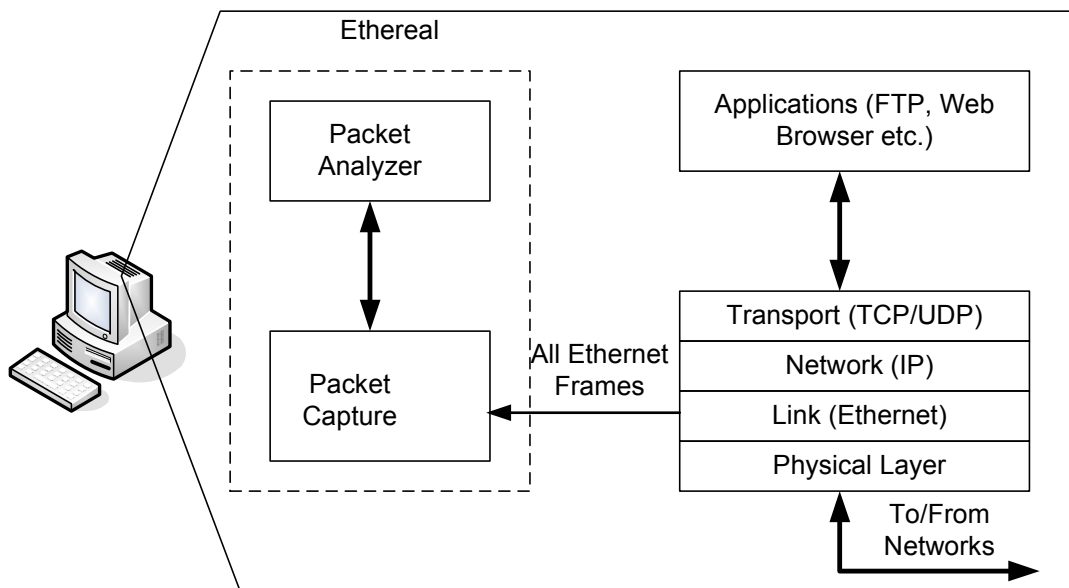 Ethereal
Packet
Analyzer
Packet
Capture
All Ethernet
Frames
Applications (FTP, Web
Browser etc.)
Transport (TCP/UDP)
Network (IP)
Link (Ethernet)
Physical Layer
To/From
Networks